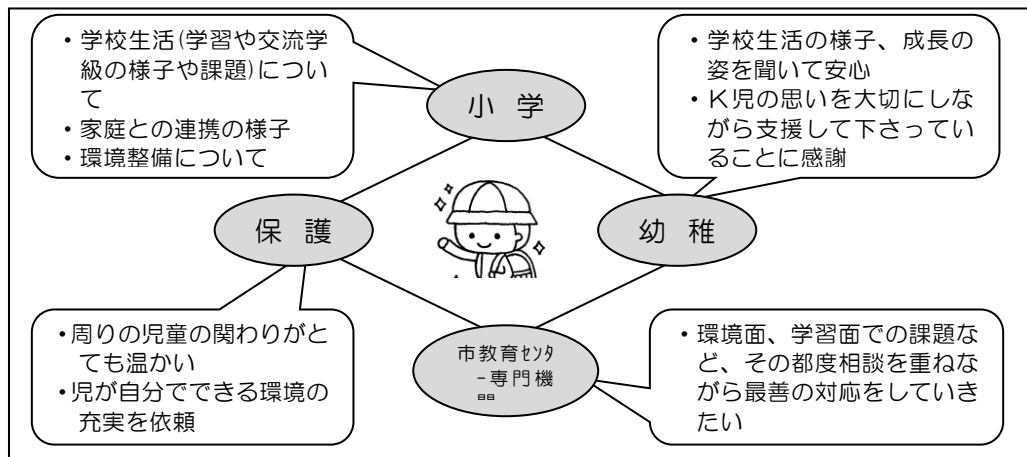 ・学校生活(学習や交流学
級の様子や課題)につい
て
・家庭との連携の様子
・環境整備について
小 学
・学校生活の様子、成長の
姿を聞いて安心
・K児の思いを大切にしな
がら支援して下さってい
ることに感謝
保 護
幼 稚
・周りの児童の関わりがと
ても温かい
・児が自分でできる環境の
充実を依頼
市教育ｾﾝﾀ
-専門機
・環境面、学習面での課題な
ど、その都度相談を重ねな
がら最善の対応をしていき
たい